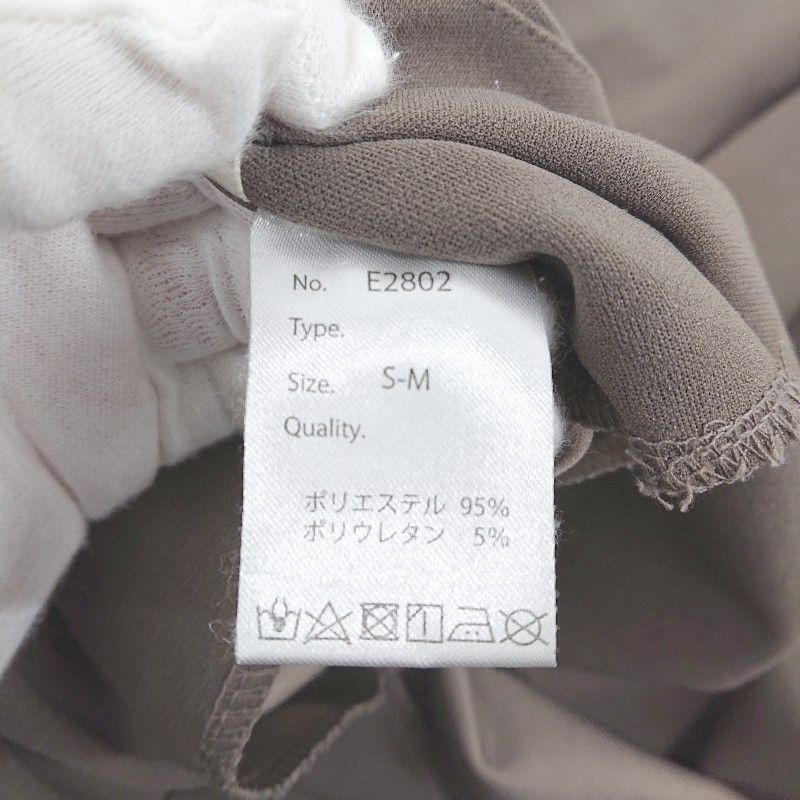 No. E2802
Type.
Size. S-M
Quality.
ポリエステル 95%
ポリウレタン 5%